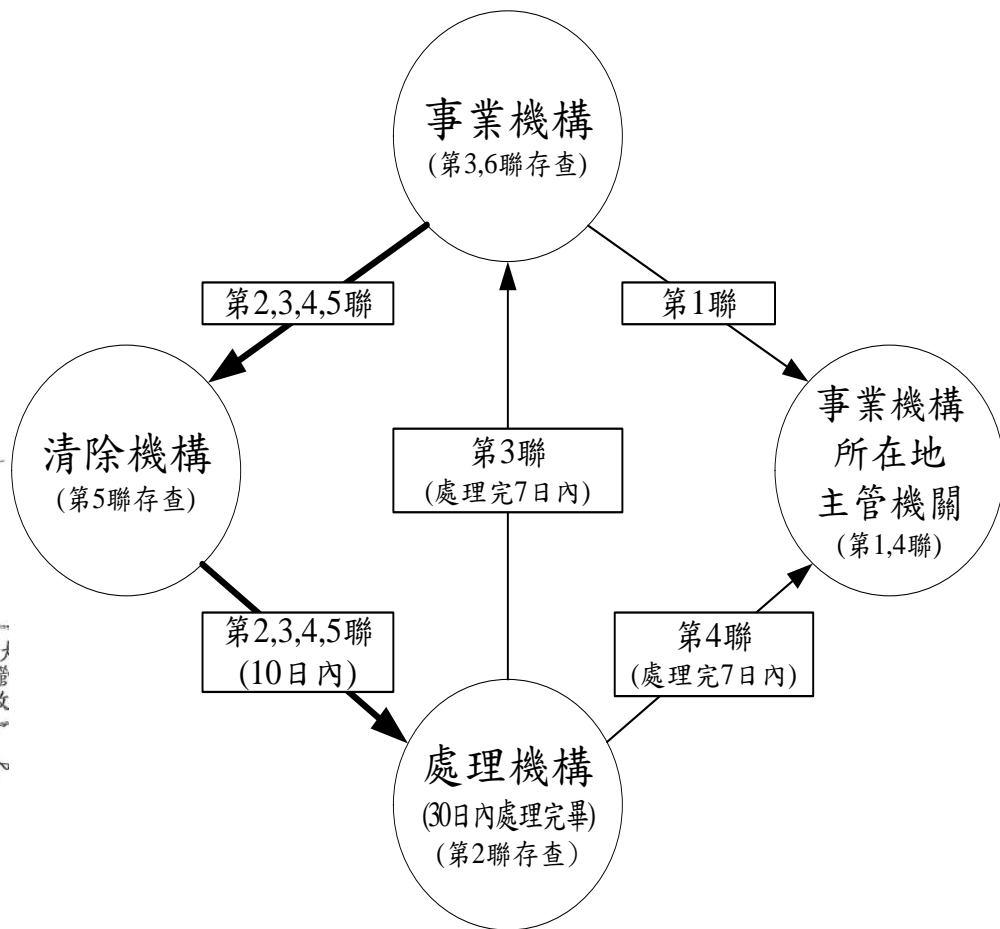 事業機構
(第3,6聯存查)
第2,3,4,5聯
第1聯
清除機構
(第5聯存查)
第3聯
(處理完7日內)
事業機構
所在地
主管機關
(第1,4聯)
第2,3,4,5聯
(10日內)
第4聯
(處理完7日內)
處理機構
(30日內處理完畢)
(第2聯存查)